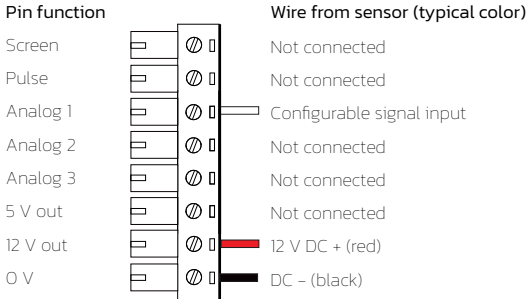 Pin function Wire from sensor (typical color)
Screen Not connected
Pulse Not connected
Analog 1 Configurable signal input
Analog 2 Not connected
Analog 3 Not connected
5 V out Not connected
12 V out 12 V DC + (red)
0 V DC - (black)